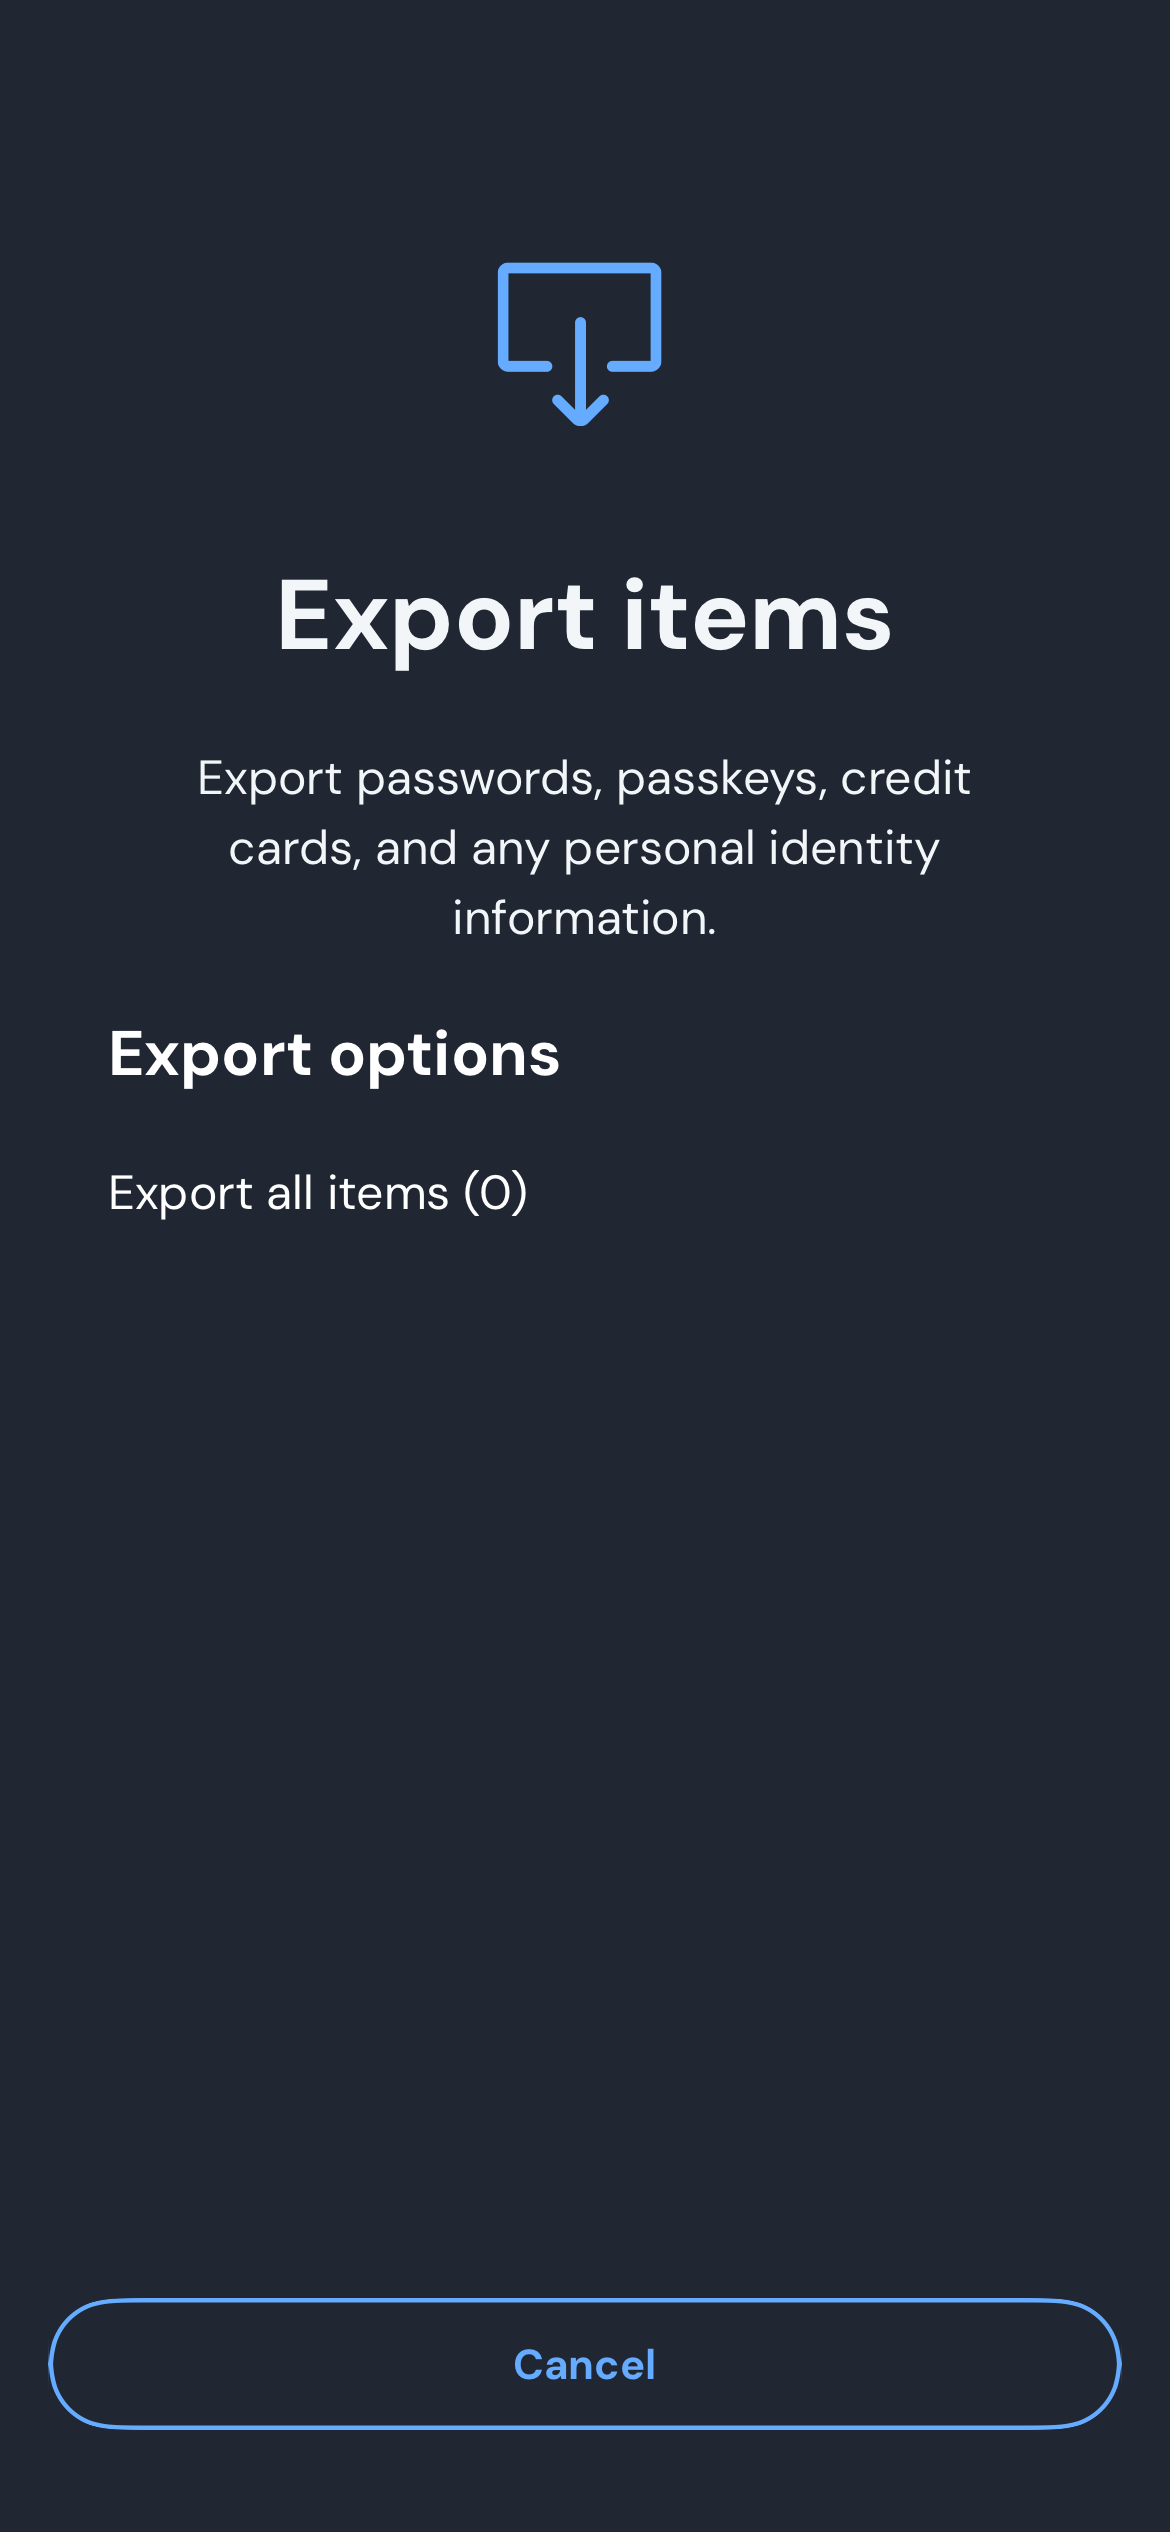 Export items
Export passwords, passkeys, credit
cards, and any personal identity
information.
Export options
Export all items (0)
Cancel